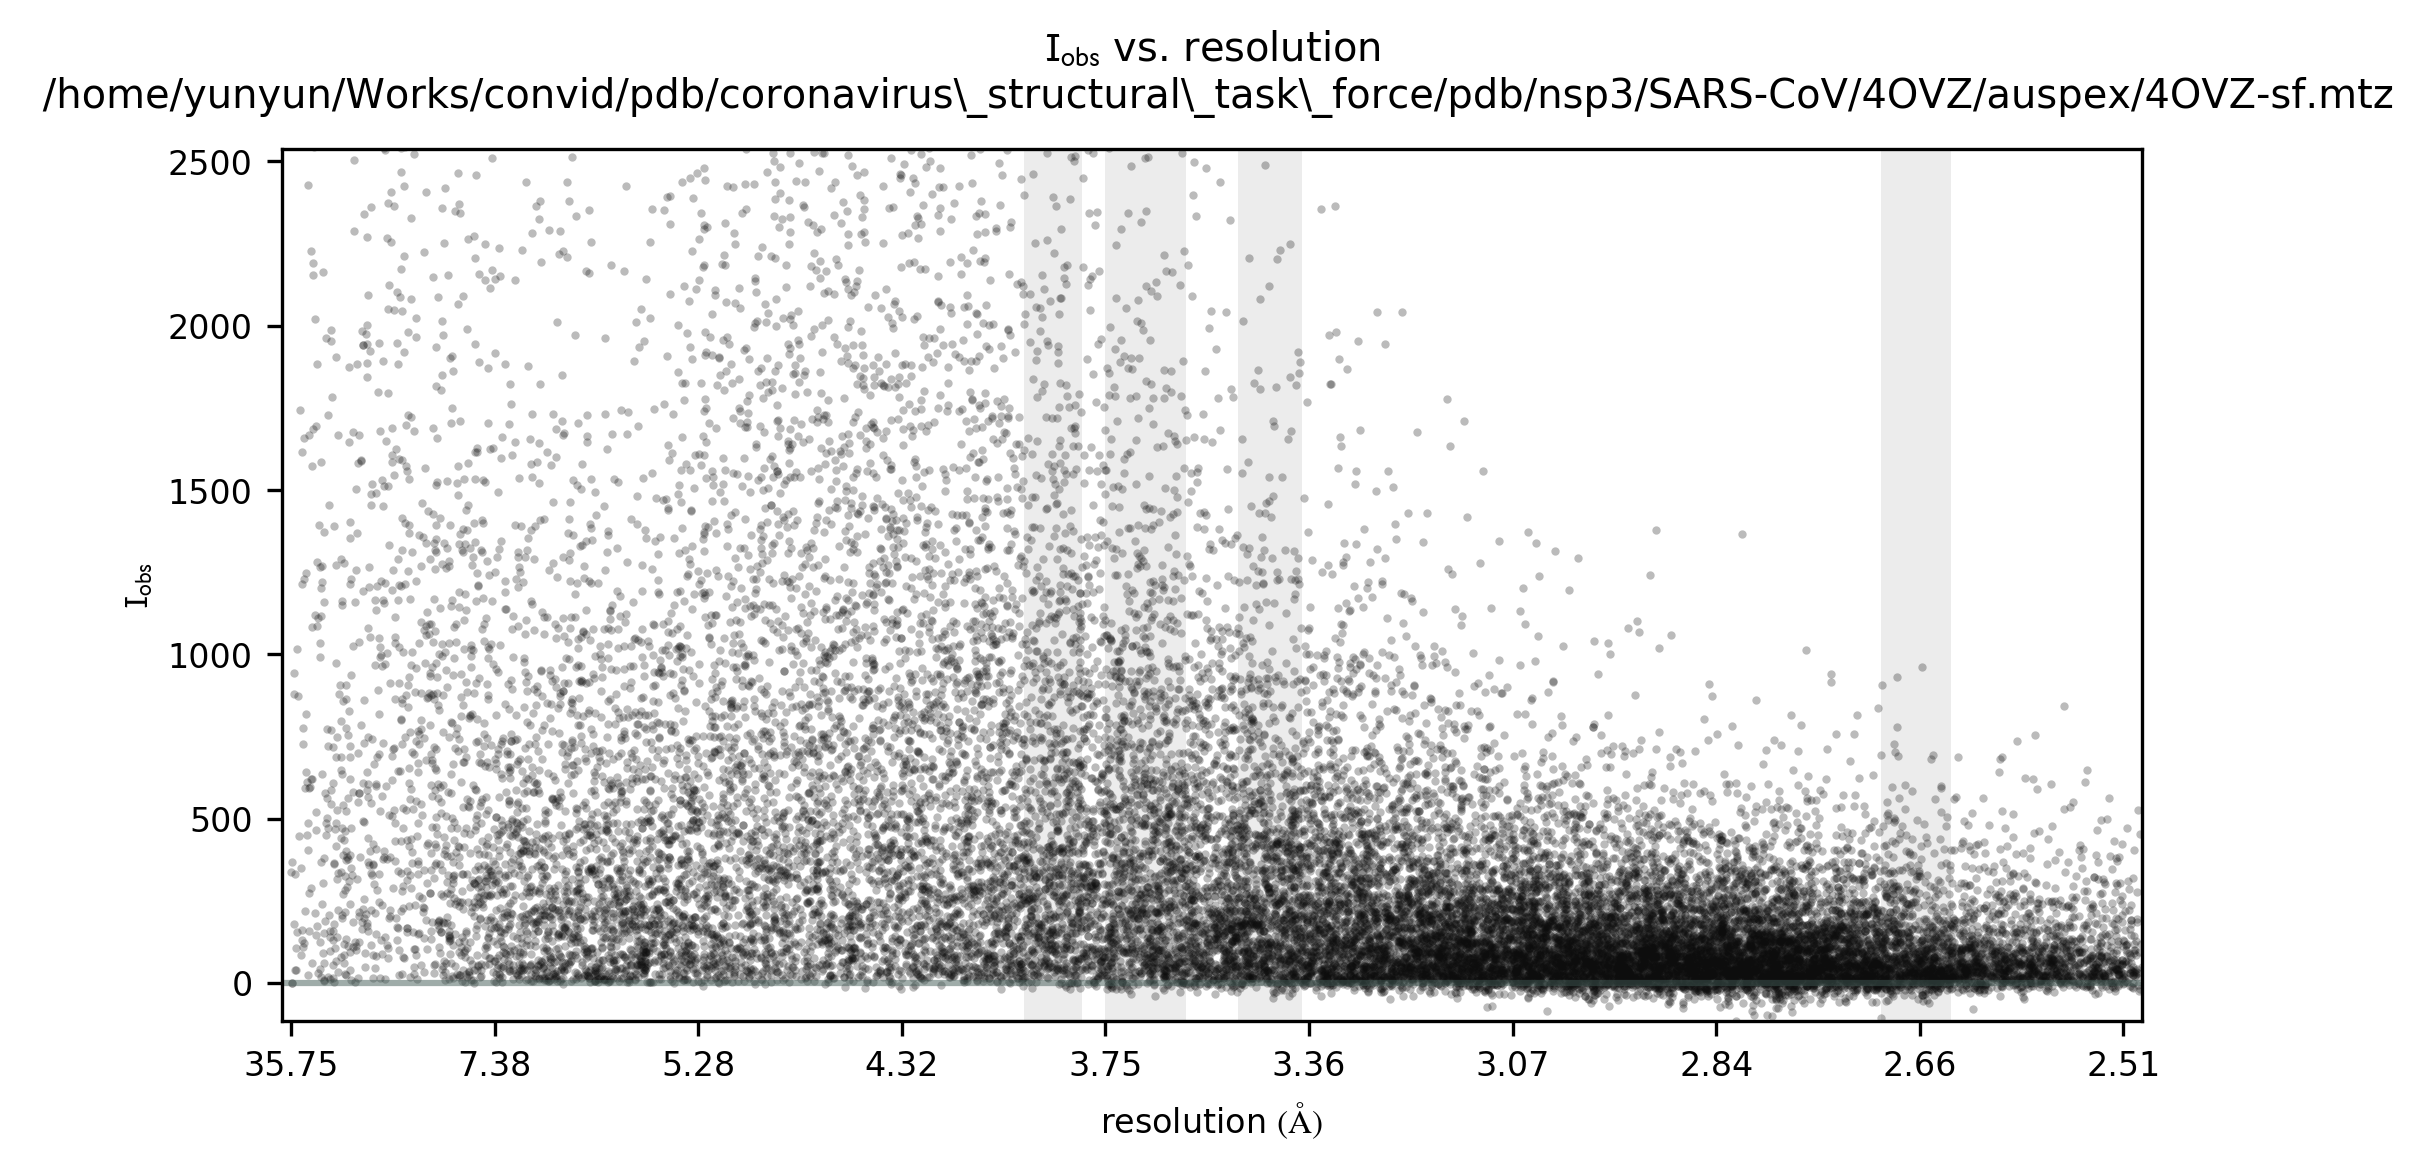 I_obs vs. resolution
/home/yunyun/Works/convid/pdb/coronavirus\_structural\_task\_force/pdb/nsp3/SARS-CoV/4OVZ/auspex/4OVZ-sf.mtz
2500
2000
1500
1000
500
0
I_obs
35.75 7.38 5.28 4.32 3.75 3.36 3.07 2.84 2.66 2.51
resolution (Å)